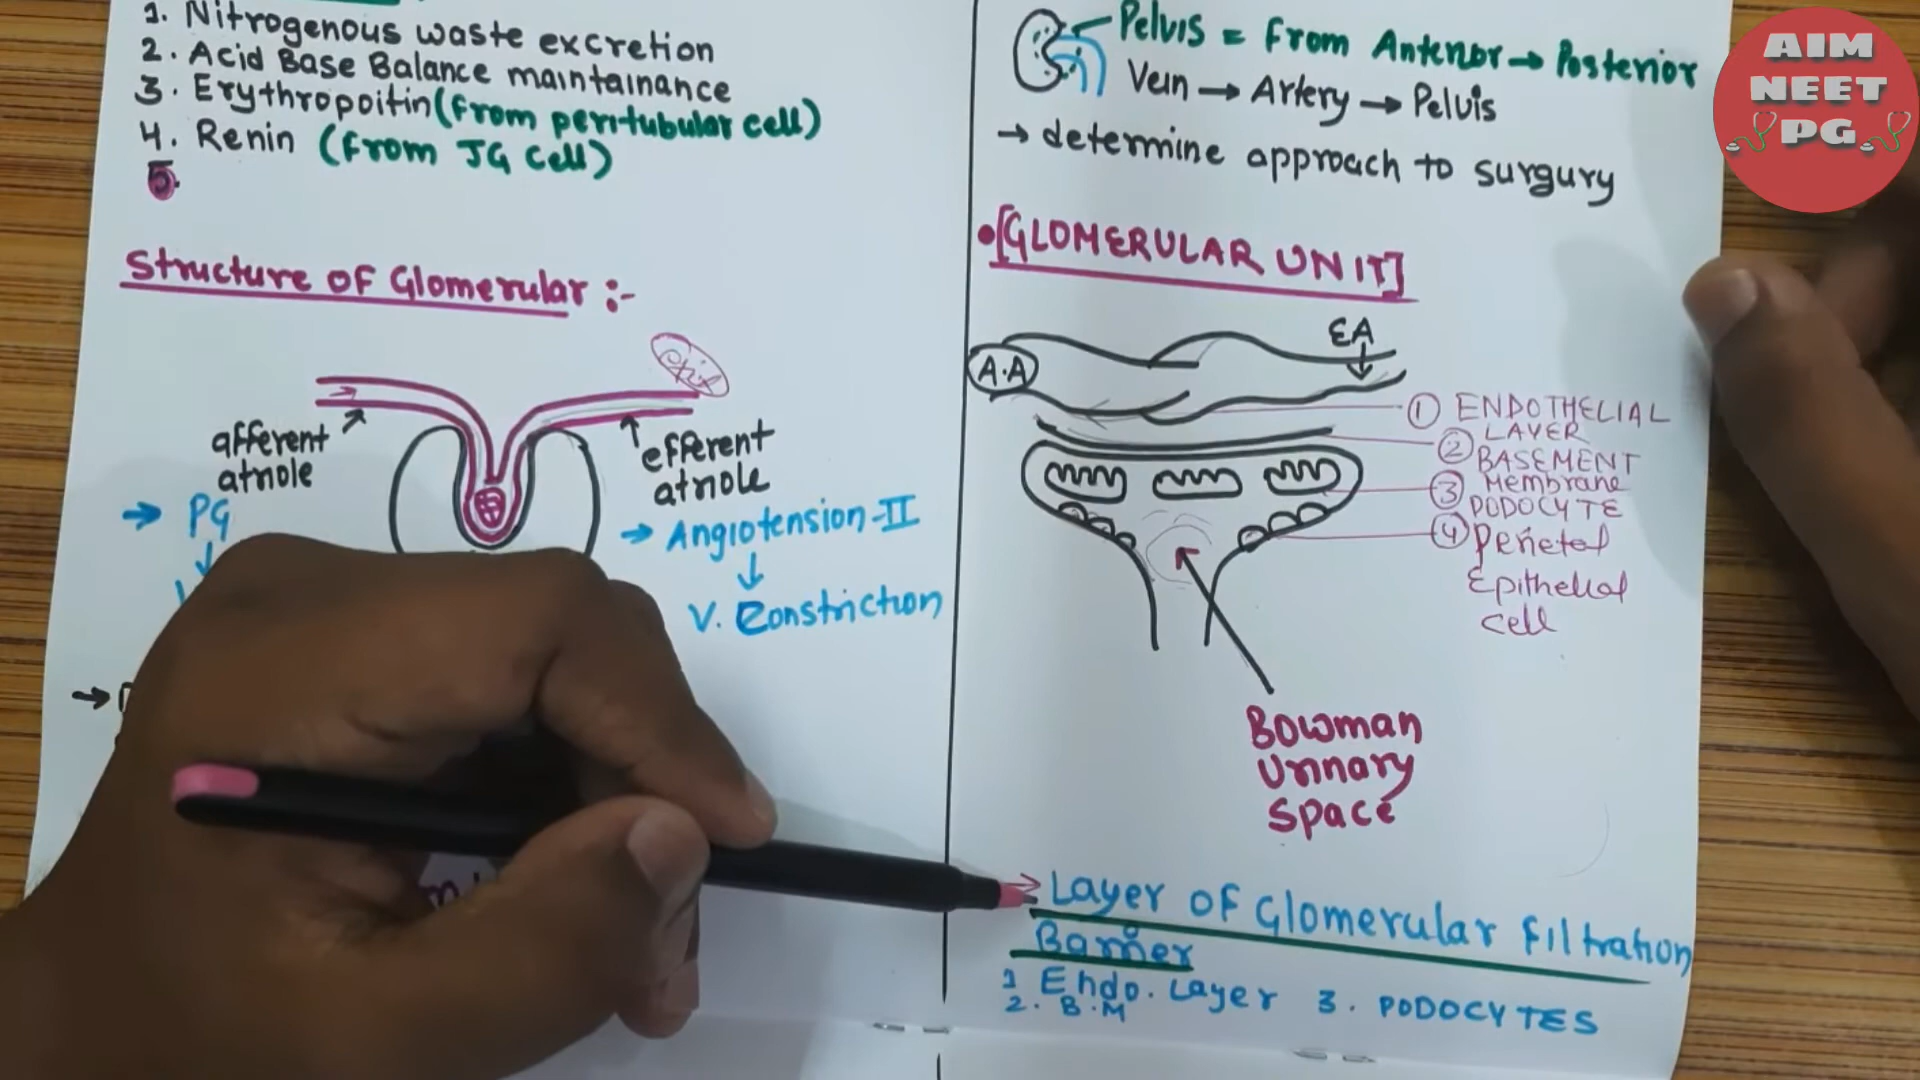 1. Nitrogenous waste excretion
2. Acid Base Balance maintainance
3. Erythropoitin (from peritubular cell)
4. Renin (from JG cell)
5.
Structure of Glomerular :-
exit
afferent
atriole
efferent
atriole
→ PG
→ Angiotension-II
V. Constriction
Pelvis = From Anterior → Posterior
Vein → Artery → Pelvis
→ determine approach to surgury
•[GLOMERULAR UNIT]
EA
A.A
① ENDOTHELIAL
LAYER
② BASEMENT
Membrane
③ PODOCYTE
④ Perietal
Epithelial
cell
Bowman
Urinary
Space
→ Layer of Glomerular Filtration
Barrier
1 Endo. Layer 3. PODOCYTES
2. B.M
AIM
NEET
PG